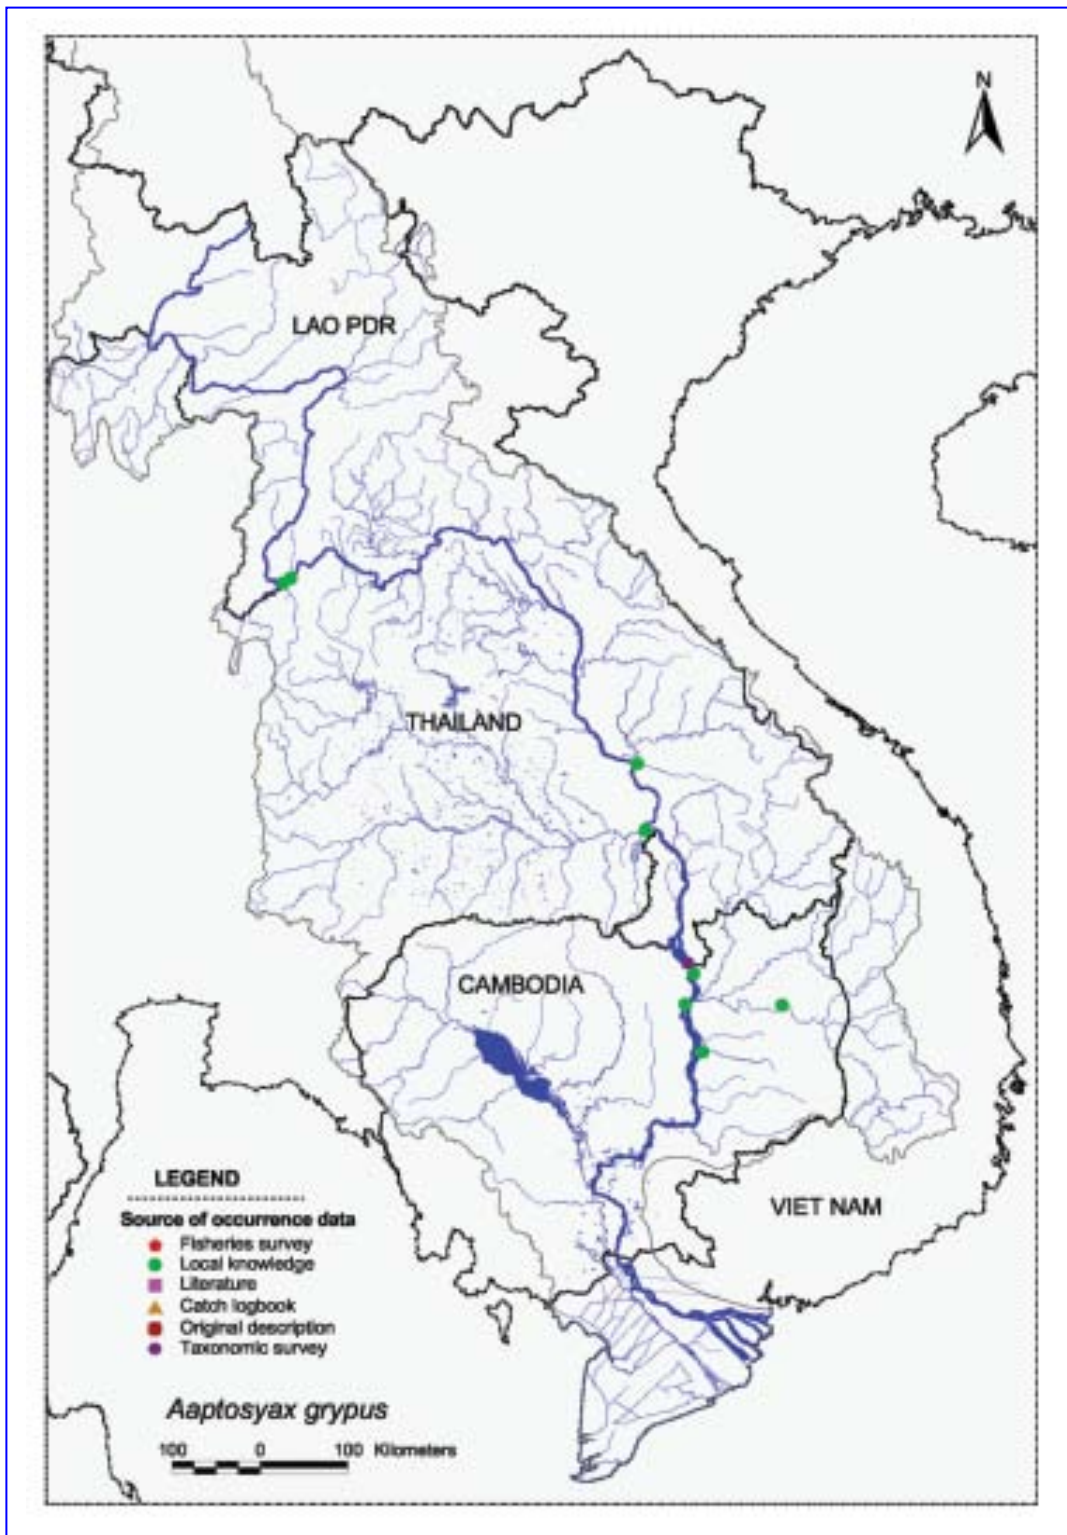 N
LAO PDR
THAILAND
CAMBODIA
VIET NAM
LEGEND
Source of occurrence data
Fisheries survey
Local knowledge
Literature
Catch logbook
Original description
Taxonomic survey
Aaptosyax grypus
100 0 100 Kilometers